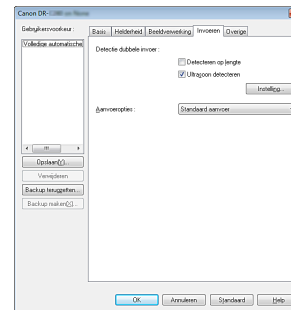 Canon DR-
Gebruikersvoorkeur :
Volledige automatische
Opslaan(Y)...
Verwijderen
Backup terugzetten...
Backup maken(X)...
Basis Helderheid Beeldverwerking Invoeren Overige
Detectie dubbele invoer :
Detecteren op lengte
Ultrasoon detecteren
Instelling...
Aanvoeropties :
Standaard aanvoer
OK Annuleren Standaard Help